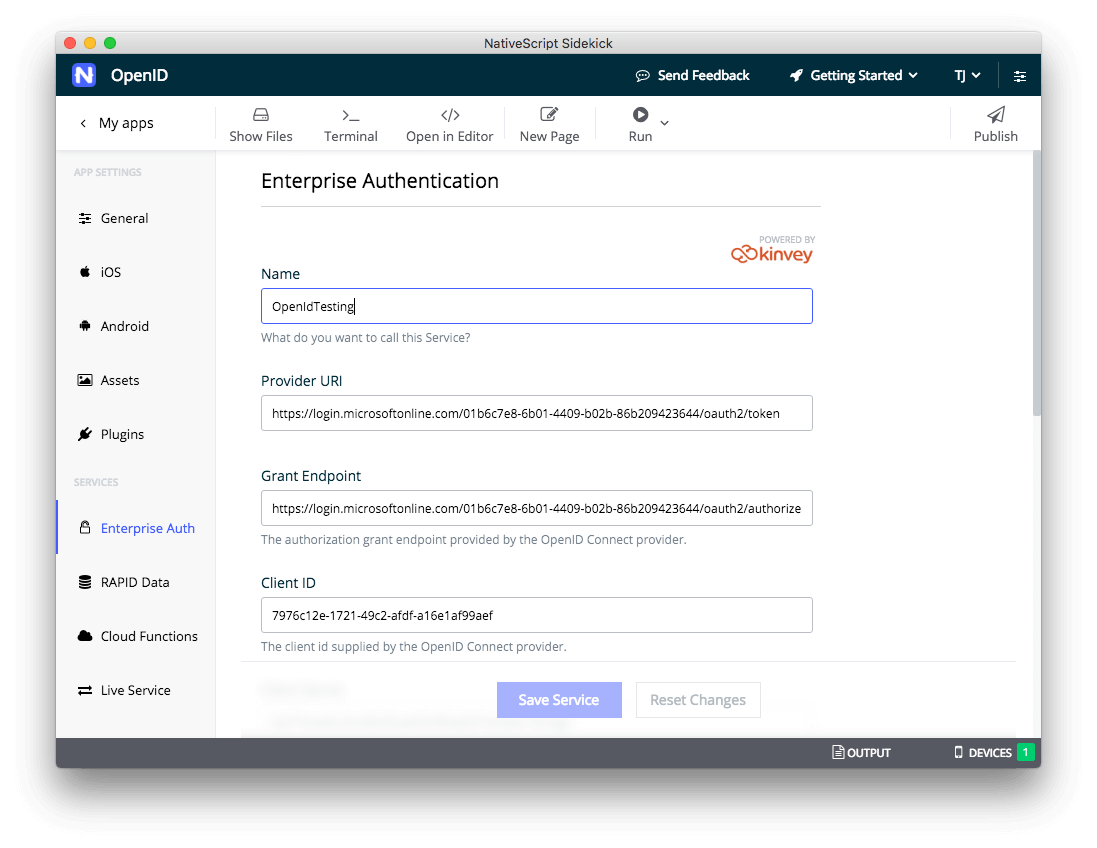 NativeScript Sidekick
OpenID
Send Feedback
Getting Started
TJ
My apps
Show Files
Terminal
Open in Editor
New Page
Run
Publish
APP SETTINGS
General
iOS
Android
Assets
Plugins
SERVICES
Enterprise Auth
RAPID Data
Cloud Functions
Live Service
Enterprise Authentication
POWERED BY
kinvey
Name
OpenIdTesting
What do you want to call this Service?
Provider URI
https://login.microsoftonline.com/01b6c7e8-6b01-4409-b02b-86b209423644/oauth2/token
Grant Endpoint
https://login.microsoftonline.com/01b6c7e8-6b01-4409-b02b-86b209423644/oauth2/authorize
The authorization grant endpoint provided by the OpenID Connect provider.
Client ID
7976c12e-1721-49c2-afdf-a16e1af99aef
The client id supplied by the OpenID Connect provider.
Save Service
Reset Changes
OUTPUT
DEVICES 1